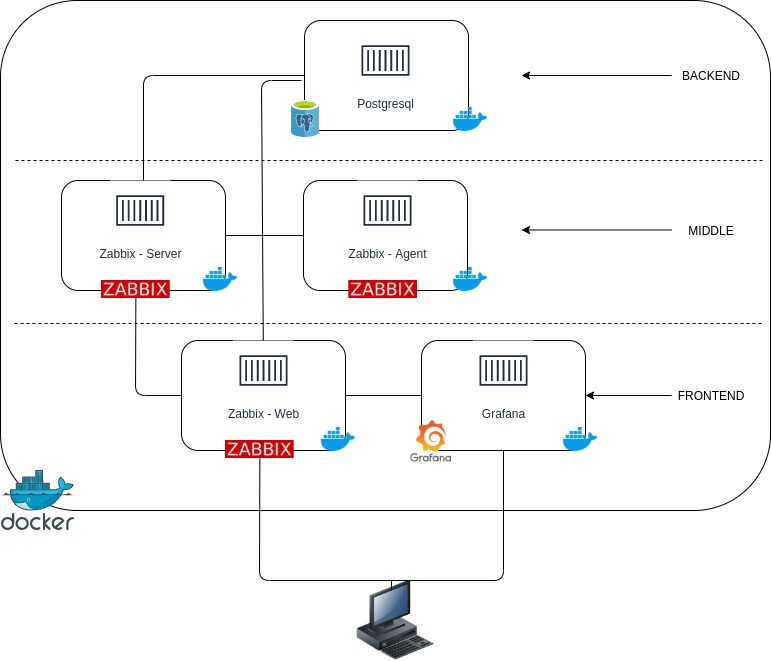 BACKEND
Postgresql
MIDDLE
Zabbix - Server
Zabbix - Agent
ZABBIX
ZABBIX
FRONTEND
Zabbix - Web
Grafana
ZABBIX
Grafana
docker